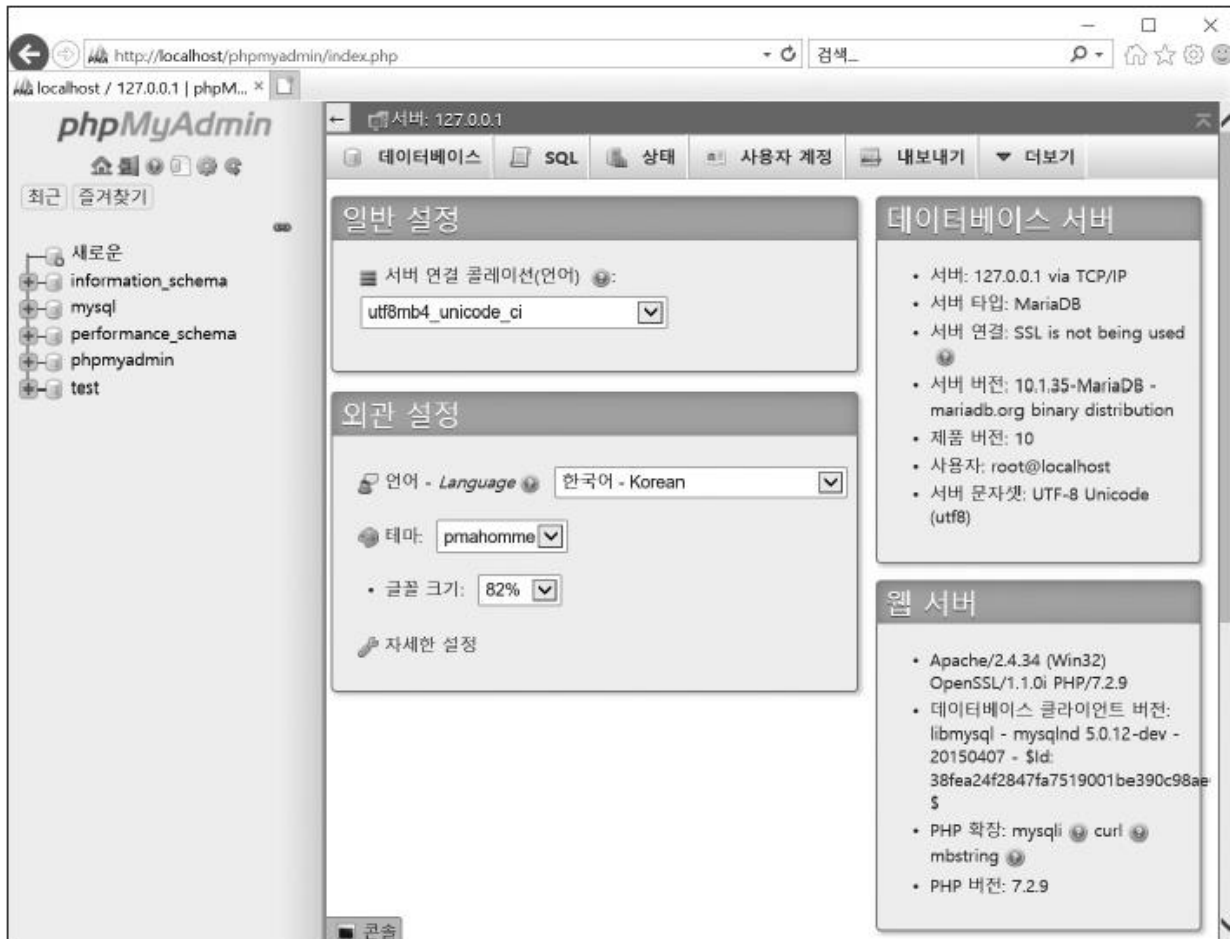 http://localhost/phpmyadmin/index.php
검색...
localhost / 127.0.0.1 | phpM...
phpMyAdmin
최근 즐겨찾기
새로운
information_schema
mysql
performance_schema
phpmyadmin
test
서버: 127.0.0.1
데이터베이스 SQL 상태 사용자 계정 내보내기 더보기
일반 설정
서버 연결 콜레이션(언어) :
utf8mb4_unicode_ci
외관 설정
언어 - Language 한국어 - Korean
테마: pmahomme
• 글꼴 크기: 82%
자세한 설정
데이터베이스 서버
• 서버: 127.0.0.1 via TCP/IP
• 서버 타입: MariaDB
• 서버 연결: SSL is not being used
• 서버 버전: 10.1.35-MariaDB -
mariadb.org binary distribution
• 제품 버전: 10
• 사용자: root@localhost
• 서버 문자셋: UTF-8 Unicode
(utf8)
웹 서버
• Apache/2.4.34 (Win32)
OpenSSL/1.1.0i PHP/7.2.9
• 데이터베이스 클라이언트 버전:
libmysql - mysqlnd 5.0.12-dev -
20150407 - $Id:
38fea24f2847fa7519001be390c98ae
$
• PHP 확장: mysqli curl
mbstring
• PHP 버전: 7.2.9
콘솔